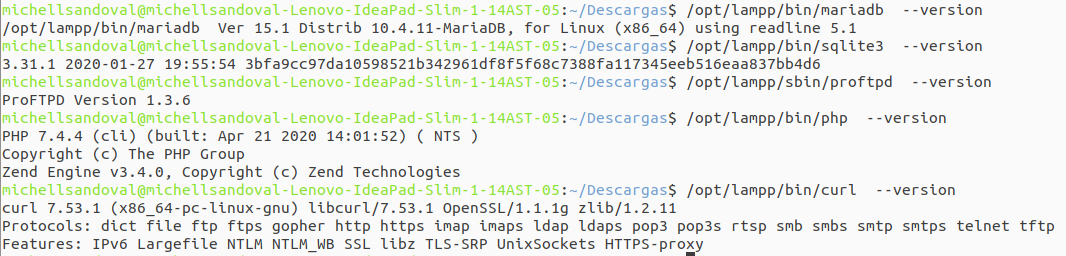 michellsandoval@michellsandoval-Lenovo-IdeaPad-Slim-1-14AST-05:~/Descargas$ /opt/lampp/bin/mariadb  --version
/opt/lampp/bin/mariadb  Ver 15.1 Distrib 10.4.11-MariaDB, for Linux (x86_64) using readline 5.1
michellsandoval@michellsandoval-Lenovo-IdeaPad-Slim-1-14AST-05:~/Descargas$ /opt/lampp/bin/sqlite3  --version
3.31.1 2020-01-27 19:55:54 3bfa9cc97da10598521b342961df8f5f68c7388fa117345eeb516eaa837bb4d6
michellsandoval@michellsandoval-Lenovo-IdeaPad-Slim-1-14AST-05:~/Descargas$ /opt/lampp/sbin/proftpd  --version
ProFTPD Version 1.3.6
michellsandoval@michellsandoval-Lenovo-IdeaPad-Slim-1-14AST-05:~/Descargas$ /opt/lampp/bin/php  --version
PHP 7.4.4 (cli) (built: Apr 21 2020 14:01:52) ( NTS )
Copyright (c) The PHP Group
Zend Engine v3.4.0, Copyright (c) Zend Technologies
michellsandoval@michellsandoval-Lenovo-IdeaPad-Slim-1-14AST-05:~/Descargas$ /opt/lampp/bin/curl  --version
curl 7.53.1 (x86_64-pc-linux-gnu) libcurl/7.53.1 OpenSSL/1.1.1g zlib/1.2.11
Protocols: dict file ftp ftps gopher http https imap imaps ldap ldaps pop3 pop3s rtsp smb smbs smtp smtps telnet tftp
Features: IPv6 Largefile NTLM NTLM_WB SSL libz TLS-SRP UnixSockets HTTPS-proxy